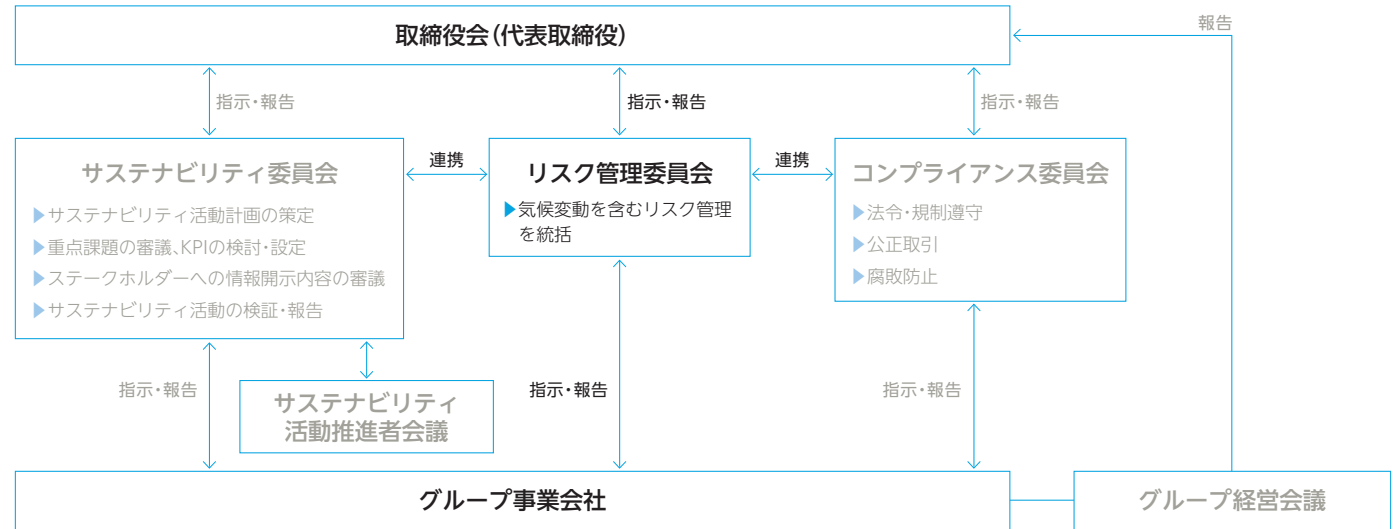 取締役会(代表取締役)
報告
指示・報告
指示・報告
指示・報告
サステナビリティ委員会
▶サステナビリティ活動計画の策定
▶重点課題の審議、KPIの検討・設定
▶ステークホルダーへの情報開示内容の審議
▶サステナビリティ活動の検証・報告
連携
リスク管理委員会
▶気候変動を含むリスク管理
を統括
連携
コンプライアンス委員会
▶法令・規制遵守
▶公正取引
▶腐敗防止
指示・報告
サステナビリティ
活動推進者会議
指示・報告
指示・報告
グループ事業会社
グループ経営会議